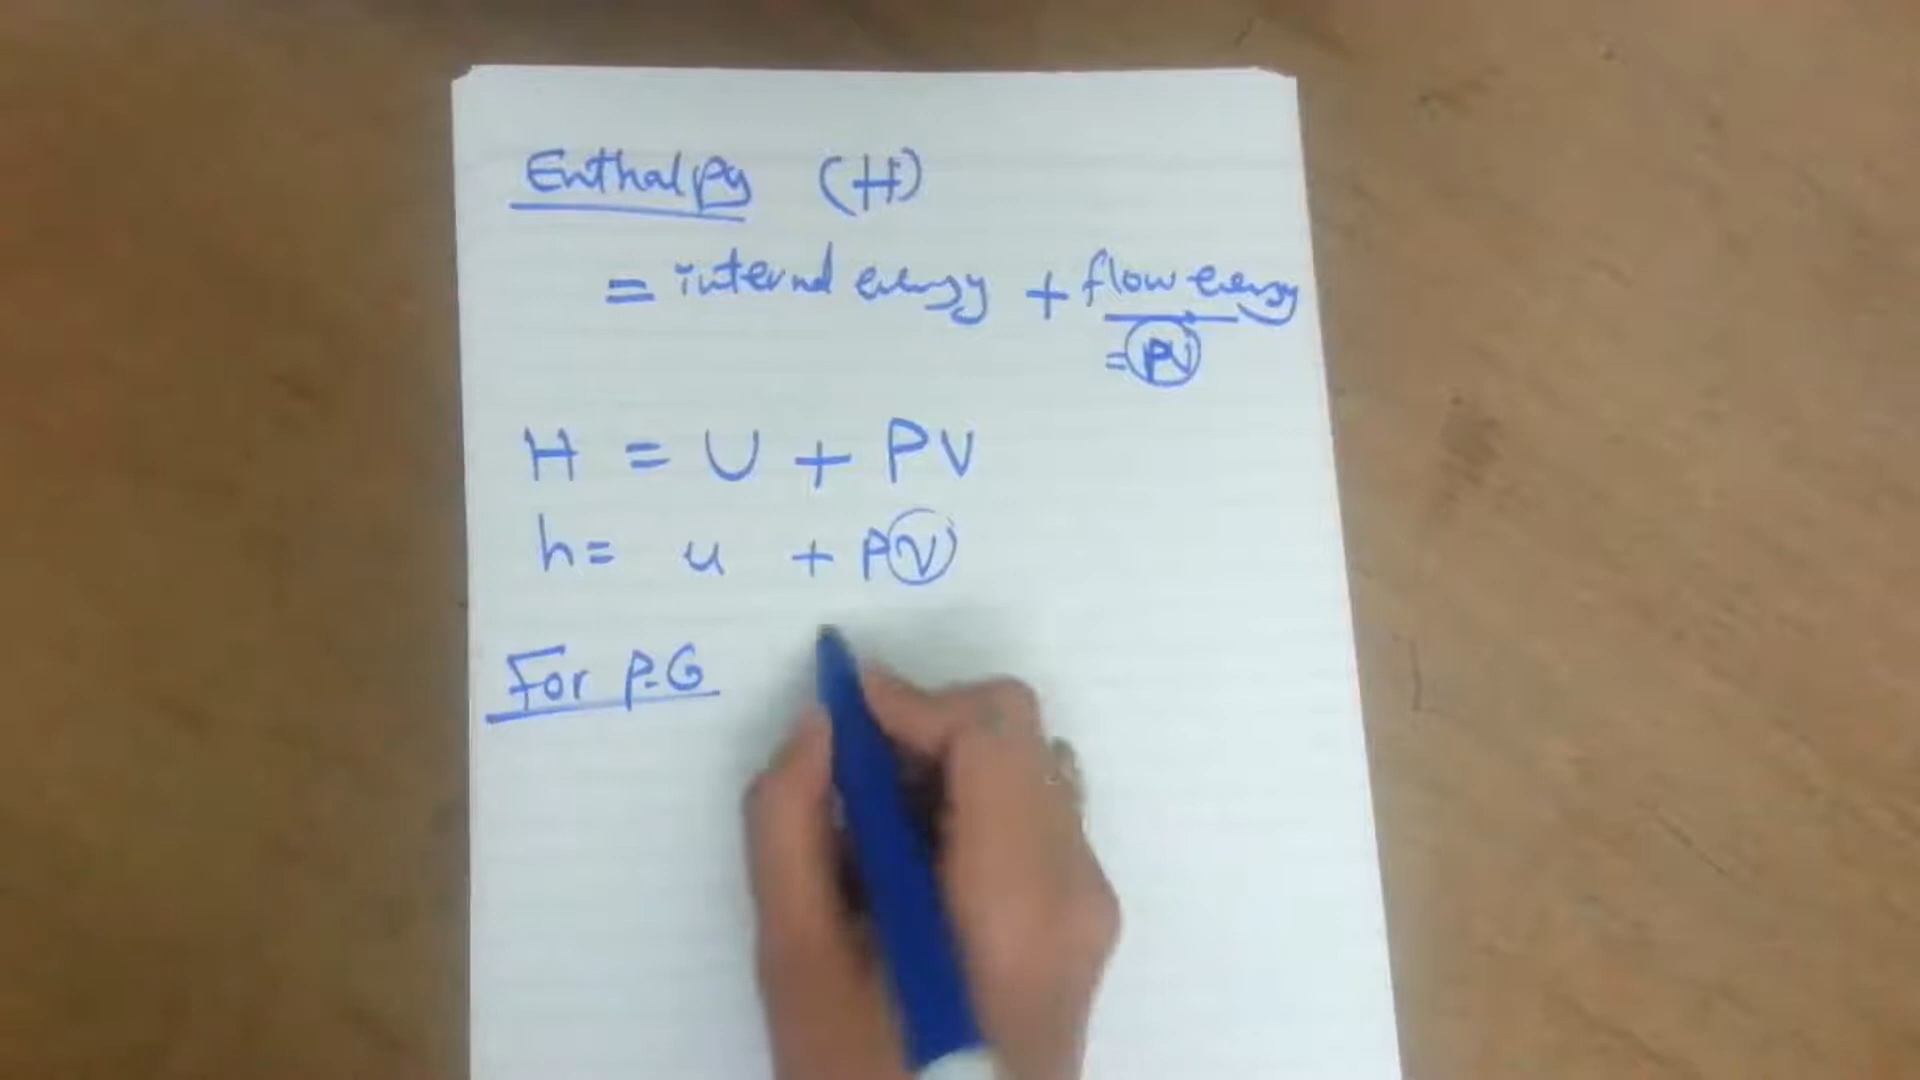 Enthalpy (H)
= internal energy + flow energy
= PV
H = U + PV
h = u + Pv
For P.G